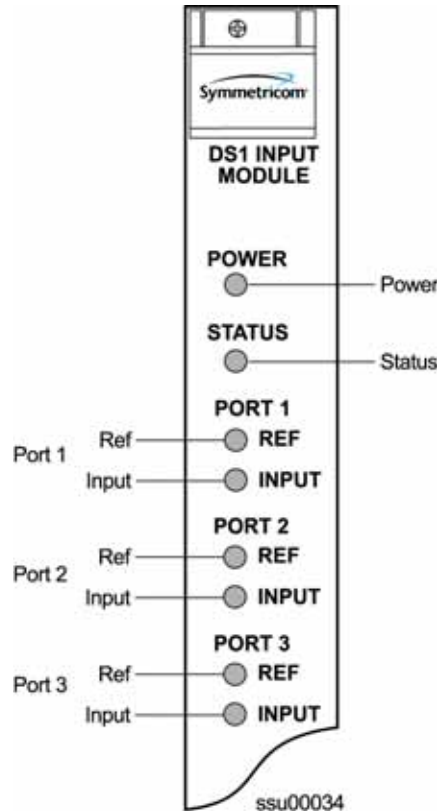 Symmetricom
DS1 INPUT
MODULE
POWER
Power
STATUS
Status
PORT 1
Port 1
Ref
REF
Input
INPUT
PORT 2
Port 2
Ref
REF
Input
INPUT
PORT 3
Port 3
Ref
REF
Input
INPUT
ssu00034